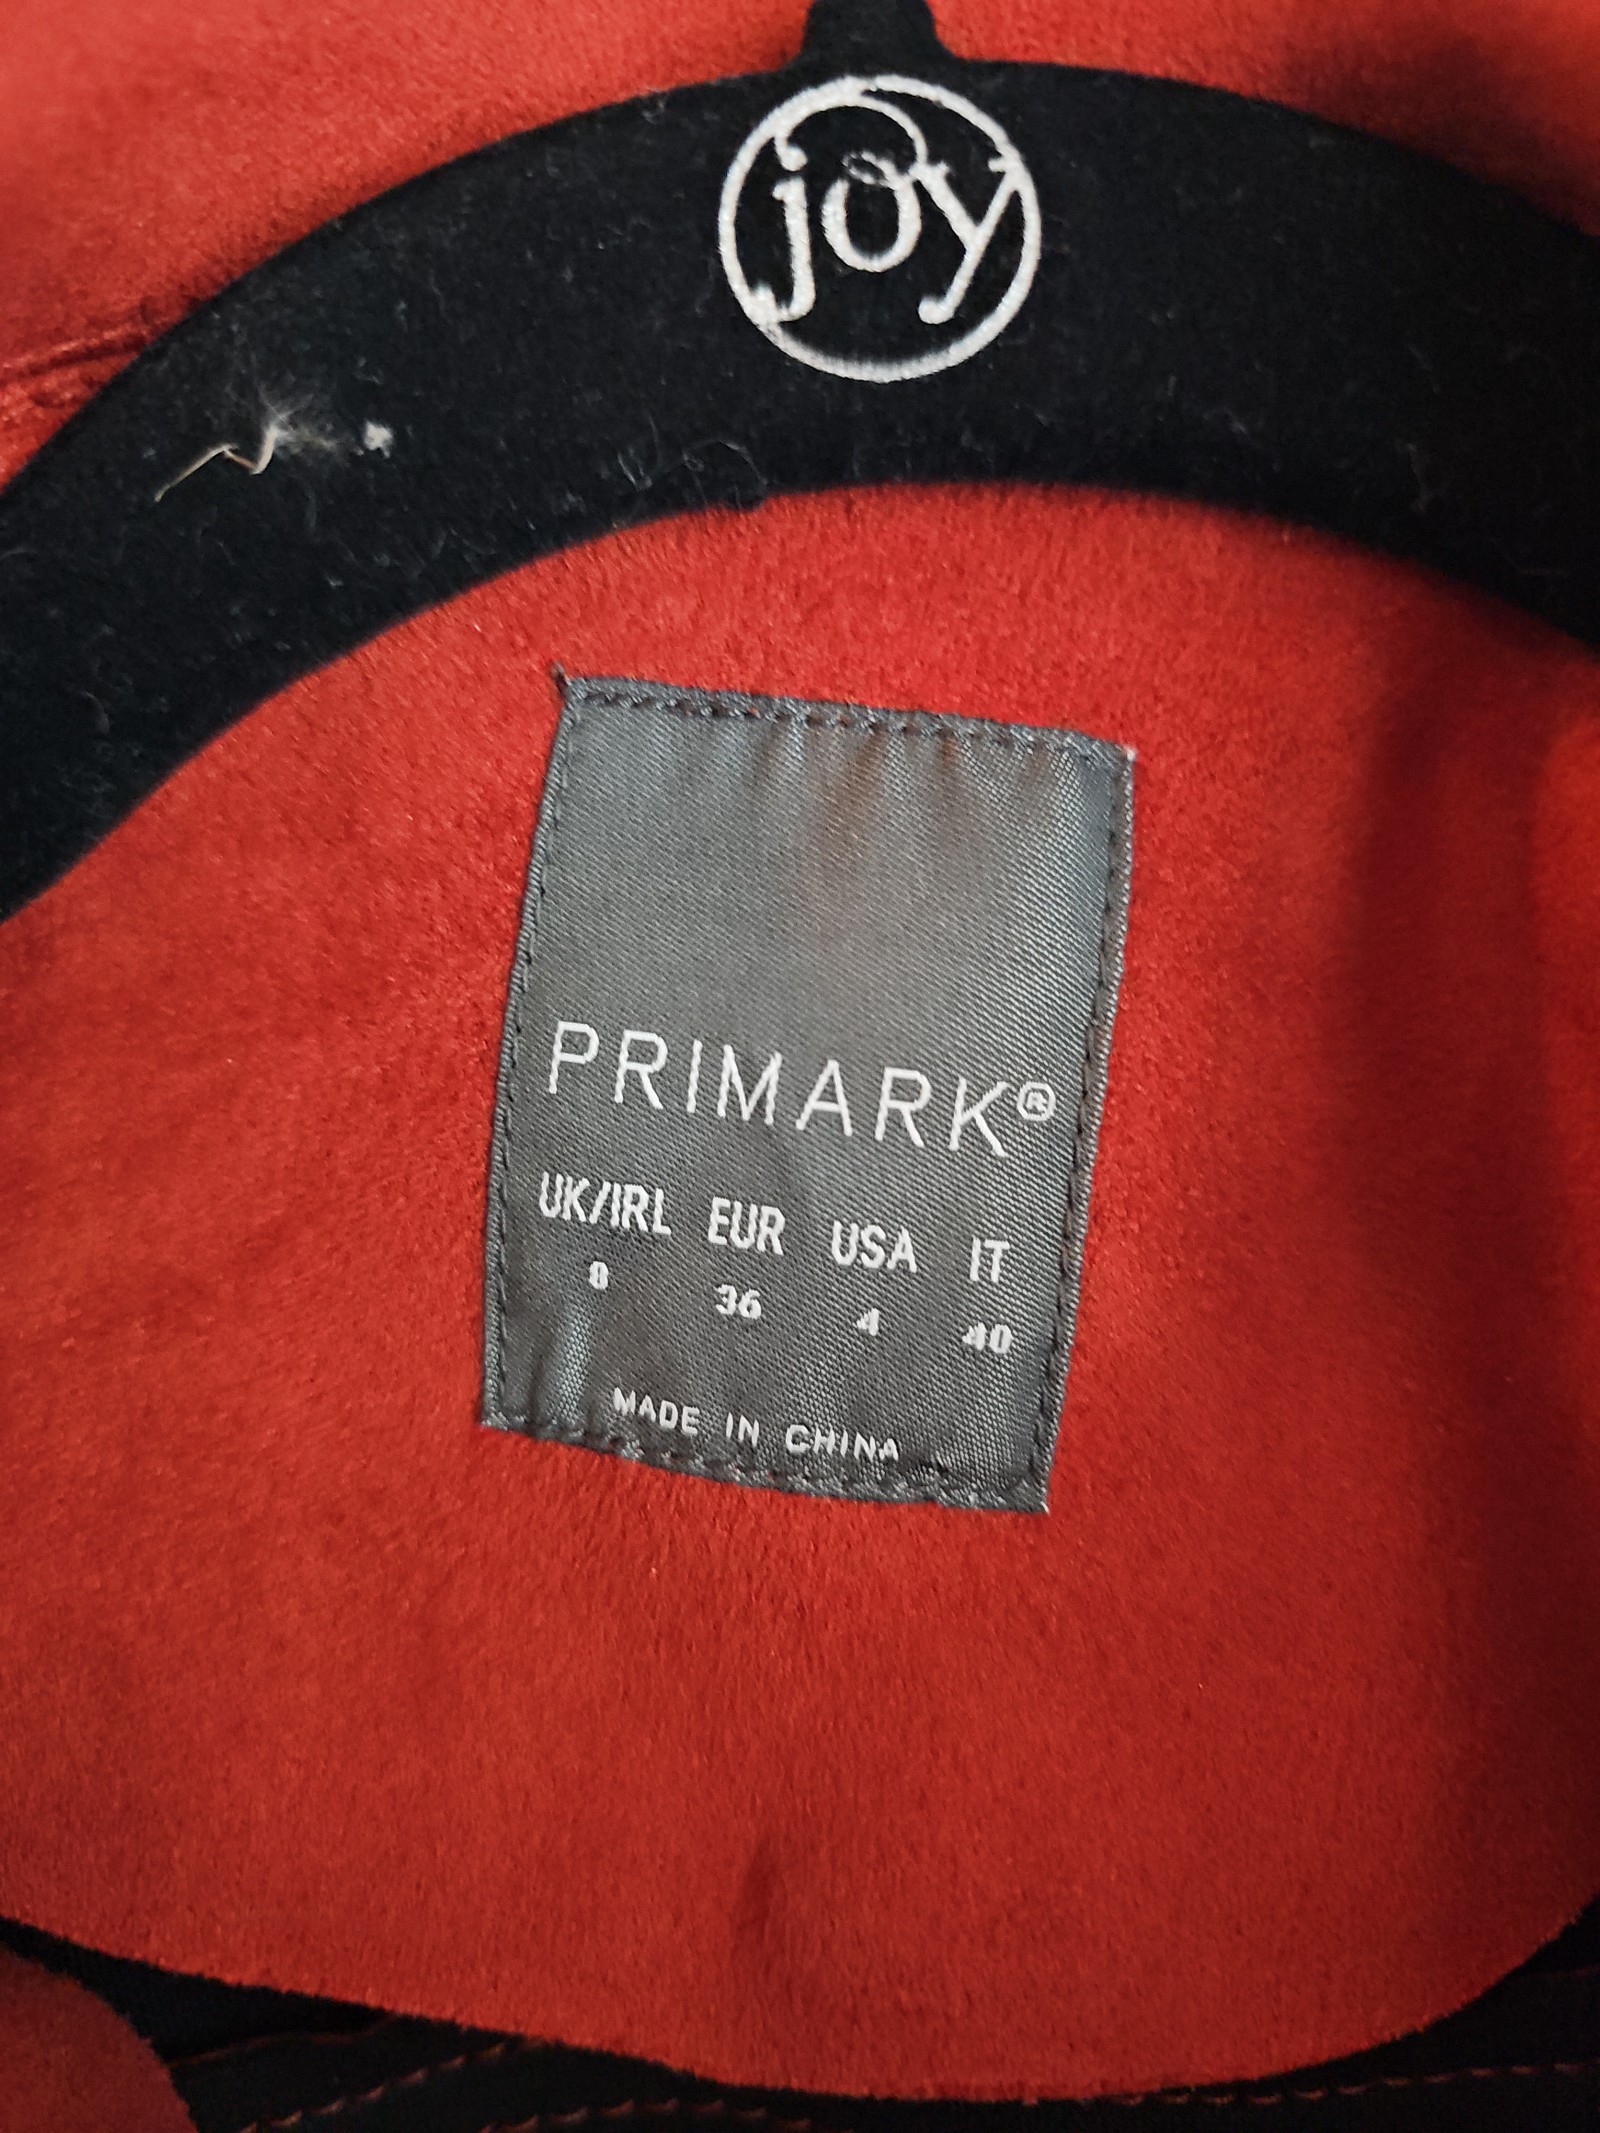 joy
PRIMARK®
UK/IRL EUR USA IT
8 36 4 40
MADE IN CHINA